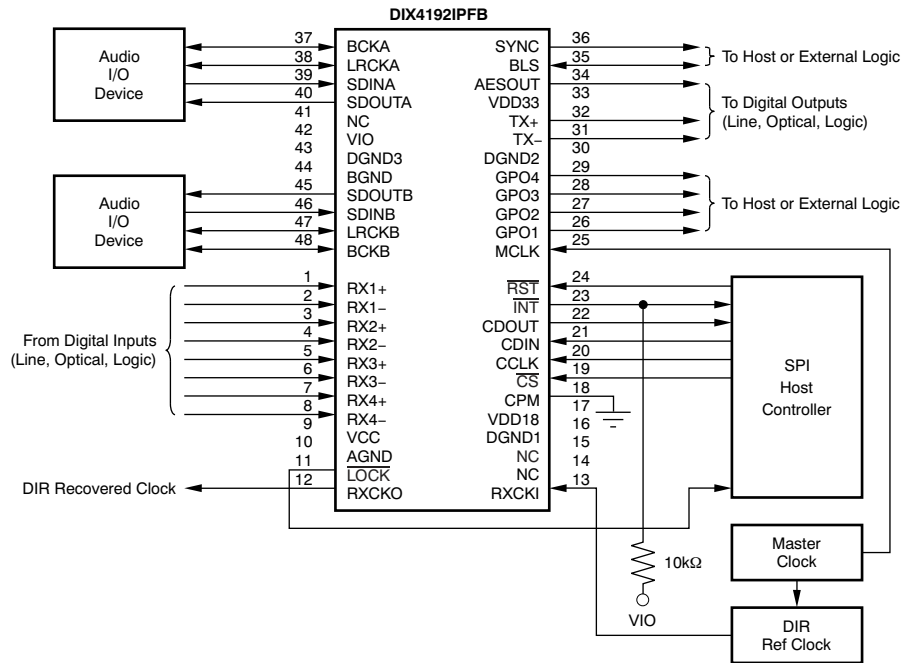 DIX4192IPFB
Audio
I/O
Device
37
38
39
40
41
42
43
44
45
46
47
48
BCKA
LRCKA
SDINA
SDOUTA
NC
VIO
DGND3
BGND
SDOUTB
SDINB
LRCKB
BCKB
Audio
I/O
Device
From Digital Inputs
(Line, Optical, Logic)
1
2
3
4
5
6
7
8
9
10
11
12
RX1+
RX1−
RX2+
RX2−
RX3+
RX3−
RX4+
RX4−
VCC
AGND
LOCK
RXCKO
DIR Recovered Clock
SYNC
BLS
AESOUT
VDD33
TX+
TX−
DGND2
GPO4
GPO3
GPO2
GPO1
MCLK
36
35
34
33
32
31
30
29
28
27
26
25
To Host or External Logic
To Digital Outputs
(Line, Optical, Logic)
To Host or External Logic
RST
INT
CDOUT
CDIN
CCLK
CS
CPM
VDD18
DGND1
NC
NC
RXCKI
24
23
22
21
20
19
18
17
16
15
14
13
SPI
Host
Controller
10kΩ
VIO
Master
Clock
DIR
Ref Clock